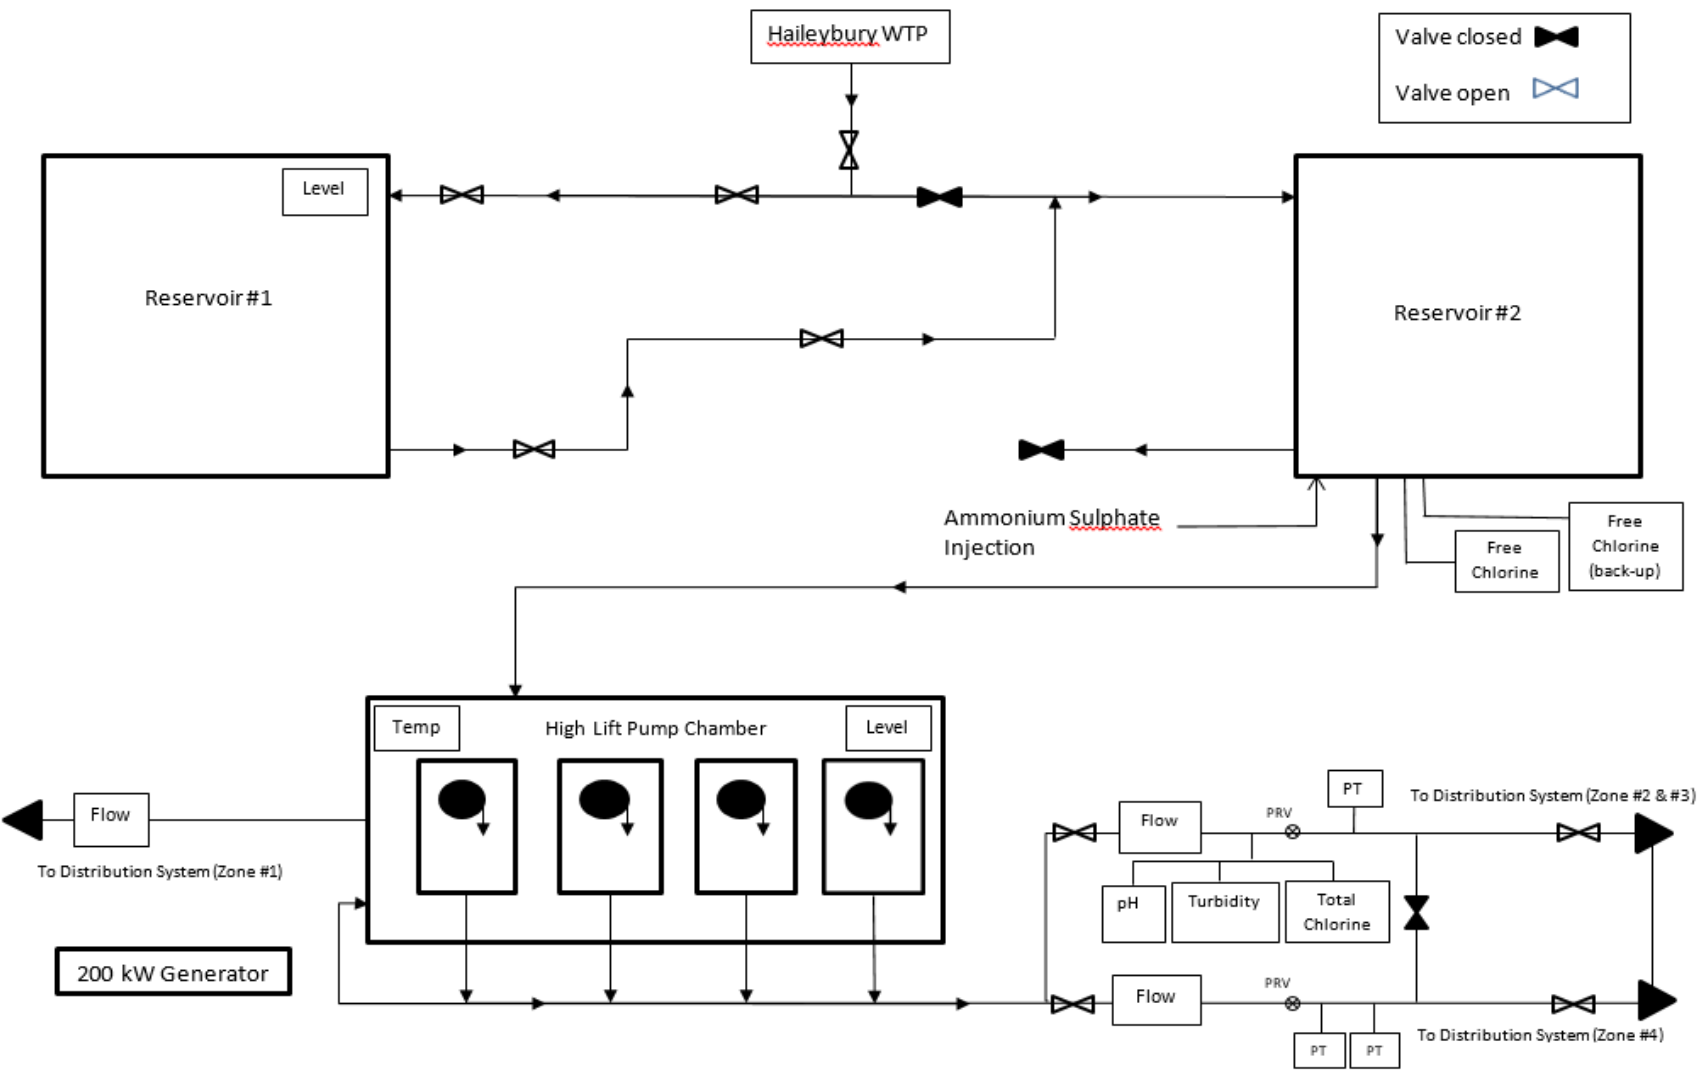 Haileybury WTP
Valve closed
Valve open
Level
Reservoir #1
Reservoir #2
Ammonium Sulphate
Injection
Free
Chlorine
Free
Chlorine
(back-up)
Temp
High Lift Pump Chamber
Level
Flow
To Distribution System (Zone #1)
200 kW Generator
Flow
PRV
PT
To Distribution System (Zone #2 & #3)
pH
Turbidity
Total
Chlorine
Flow
PRV
PT
PT
To Distribution System (Zone #4)